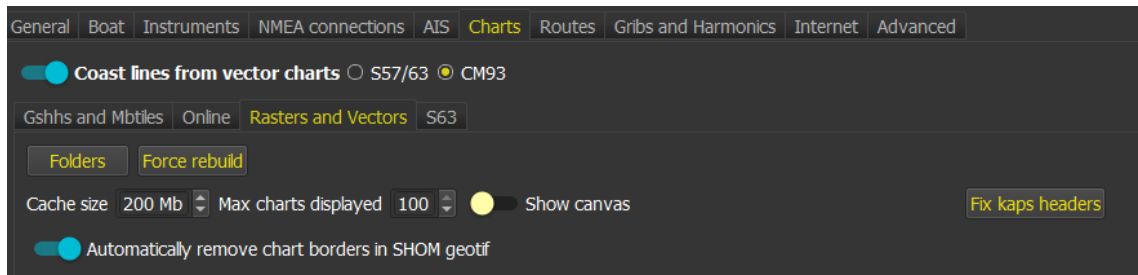 General Boat Instruments NMEA connections AIS Charts Routes Gribs and Harmonics Internet Advanced
Coast lines from vector charts S57/63 CM93
Gshhs and Mbtiles Online Rasters and Vectors S63
Folders Force rebuild
Cache size 200 Mb Max charts displayed 100 Show canvas Fix kaps headers
Automatically remove chart borders in SHOM geotif